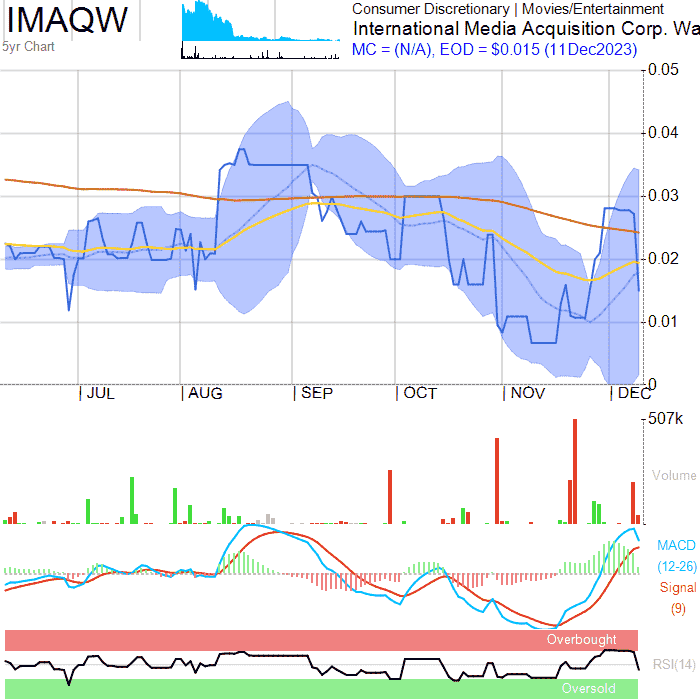 IMAQW
5yr Chart
Consumer Discretionary | Movies/Entertainment
International Media Acquisition Corp. Wa
MC = (N/A), EOD = $0.015 (11Dec2023)
0.05
0.04
0.03
0.02
0.01
0
JUL
AUG
SEP
OCT
NOV
DEC
507k
Volume
MACD
(12-26)
Signal
(9)
Overbought
RSI(14)
Oversold